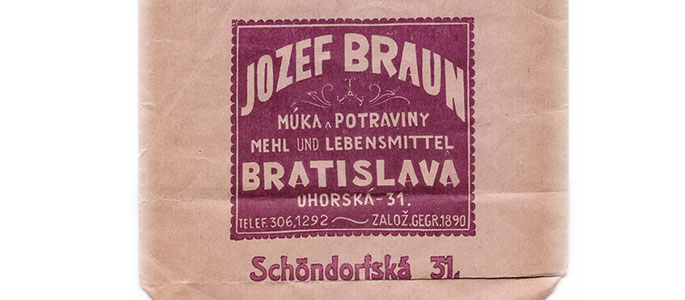 JOZEF BRAUN
MÚKA A POTRAVINY
MEHL UND LEBENSMITTEL
BRATISLAVA
UHORSKÁ-31.
TELEF.306,1292 ZALOŽ.GEGR.1890
Schöndorfská 31.